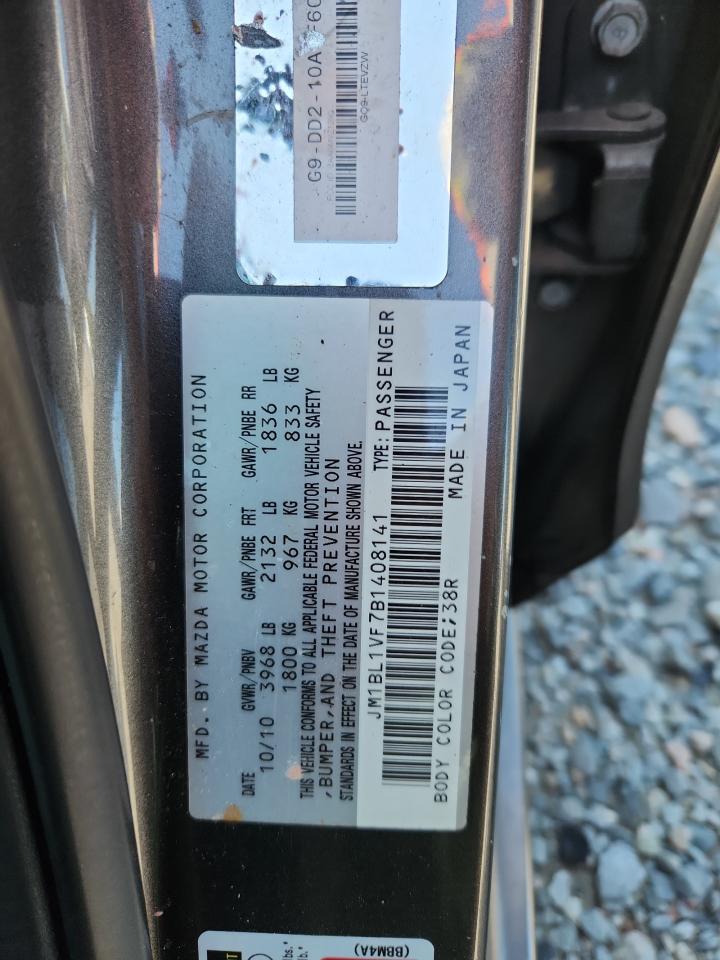 G9-DD2-10A
GQ9-LTEVZW
MFD. BY MAZDA MOTOR CORPORATION
DATE GVWR/PNBV GAWR/PNBE FRT GAWR/PNBE RR
10/10 3968 LB 2132 LB 1836 LB
1800 KG 967 KG 833 KG
THIS VEHICLE CONFORMS TO ALL APPLICABLE FEDERAL MOTOR VEHICLE SAFETY
,BUMPER,AND THEFT PREVENTION
STANDARDS IN EFFECT ON THE DATE OF MANUFACTURE SHOWN ABOVE.
JM1BL1VF7B1408141 TYPE:PASSENGER
BODY COLOR CODE;38R MADE IN JAPAN
(BBM4A)